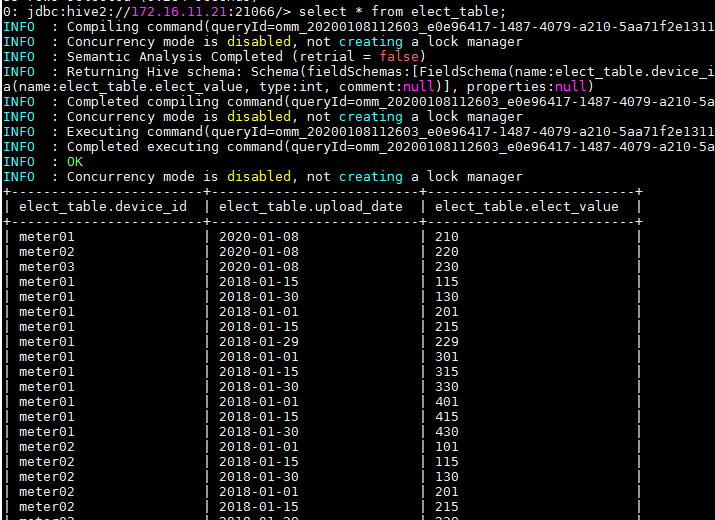 0: jdbc:hive2://172.16.11.21:21066/> select * from elect_table;
INFO  : Compiling command(queryId=omm_20200108112603_e0e96417-1487-4079-a210-5aa71f2e1311
INFO  : Concurrency mode is disabled, not creating a lock manager
INFO  : Semantic Analysis Completed (retrial = false)
INFO  : Returning Hive schema: Schema(fieldSchemas:[FieldSchema(name:elect_table.device_i
a(name:elect_table.elect_value, type:int, comment:null)], properties:null)
INFO  : Completed compiling command(queryId=omm_20200108112603_e0e96417-1487-4079-a210-5a
INFO  : Concurrency mode is disabled, not creating a lock manager
INFO  : Executing command(queryId=omm_20200108112603_e0e96417-1487-4079-a210-5aa71f2e1311
INFO  : Completed executing command(queryId=omm_20200108112603_e0e96417-1487-4079-a210-5a
INFO  : OK
INFO  : Concurrency mode is disabled, not creating a lock manager
+------------------------+--------------------------+--------------------------+
| elect_table.device_id  | elect_table.upload_date  | elect_table.elect_value  |
+------------------------+--------------------------+--------------------------+
| meter01                | 2020-01-08               | 210                      |
| meter02                | 2020-01-08               | 220                      |
| meter03                | 2020-01-08               | 230                      |
| meter01                | 2018-01-15               | 115                      |
| meter01                | 2018-01-30               | 130                      |
| meter01                | 2018-01-01               | 201                      |
| meter01                | 2018-01-15               | 215                      |
| meter01                | 2018-01-29               | 229                      |
| meter01                | 2018-01-01               | 301                      |
| meter01                | 2018-01-15               | 315                      |
| meter01                | 2018-01-30               | 330                      |
| meter01                | 2018-01-01               | 401                      |
| meter01                | 2018-01-15               | 415                      |
| meter01                | 2018-01-30               | 430                      |
| meter02                | 2018-01-01               | 101                      |
| meter02                | 2018-01-15               | 115                      |
| meter02                | 2018-01-30               | 130                      |
| meter02                | 2018-01-01               | 201                      |
| meter02                | 2018-01-15               | 215                      |